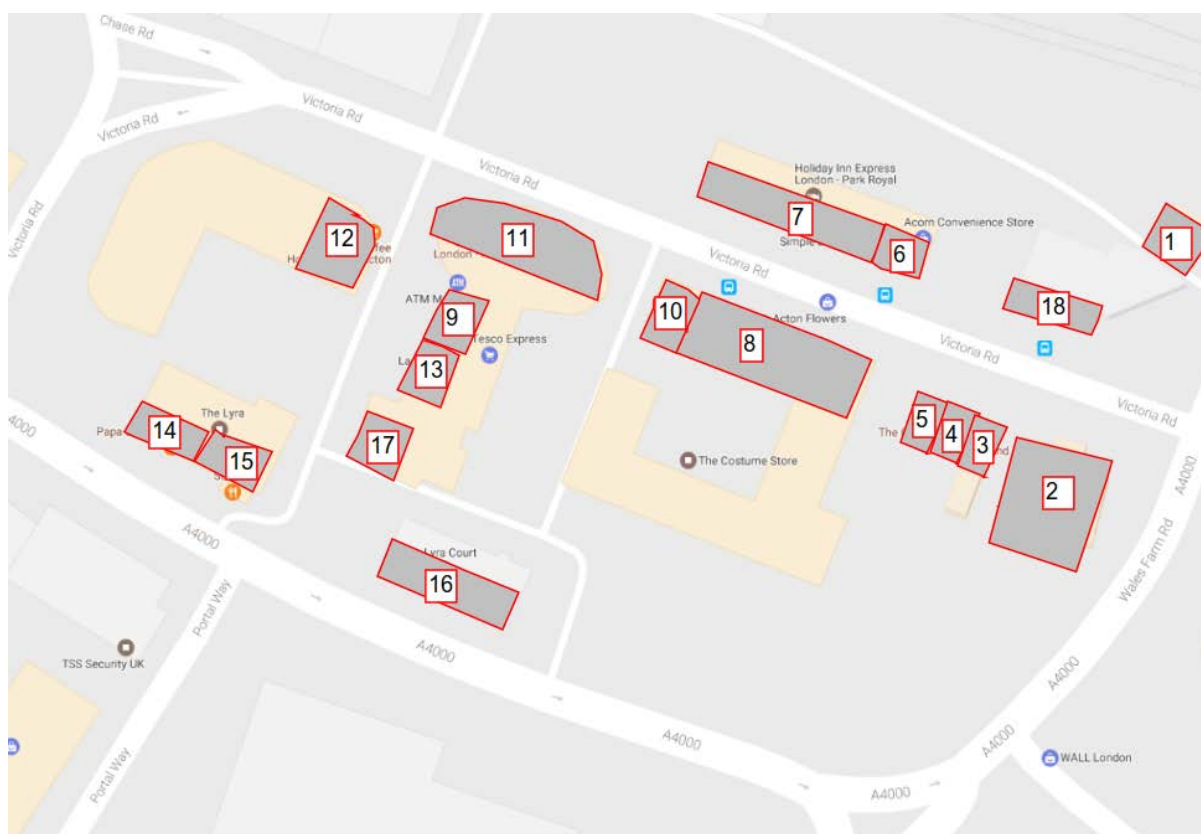 Chase Rd
Victoria Rd
Victoria Rd
Victoria Rd
Victoria Rd
Holiday Inn Express
London - Park Royal
7
Acorn Convenience Store
1
12
11
6
London -
Victoria Rd
ATM
ATM
18
9
10
Acton Flowers
Tesco Express
8
Victoria Rd
13
Victoria Rd
The Lyra
14
17
5
4
3
15
The Costume Store
2
A4000
A4000
A4000
Lyra Court
16
Wales Farm Rd
Portal Way
TSS Security UK
A4000
A4000
A4000
A4000
WALL London
Portal Way
A4000